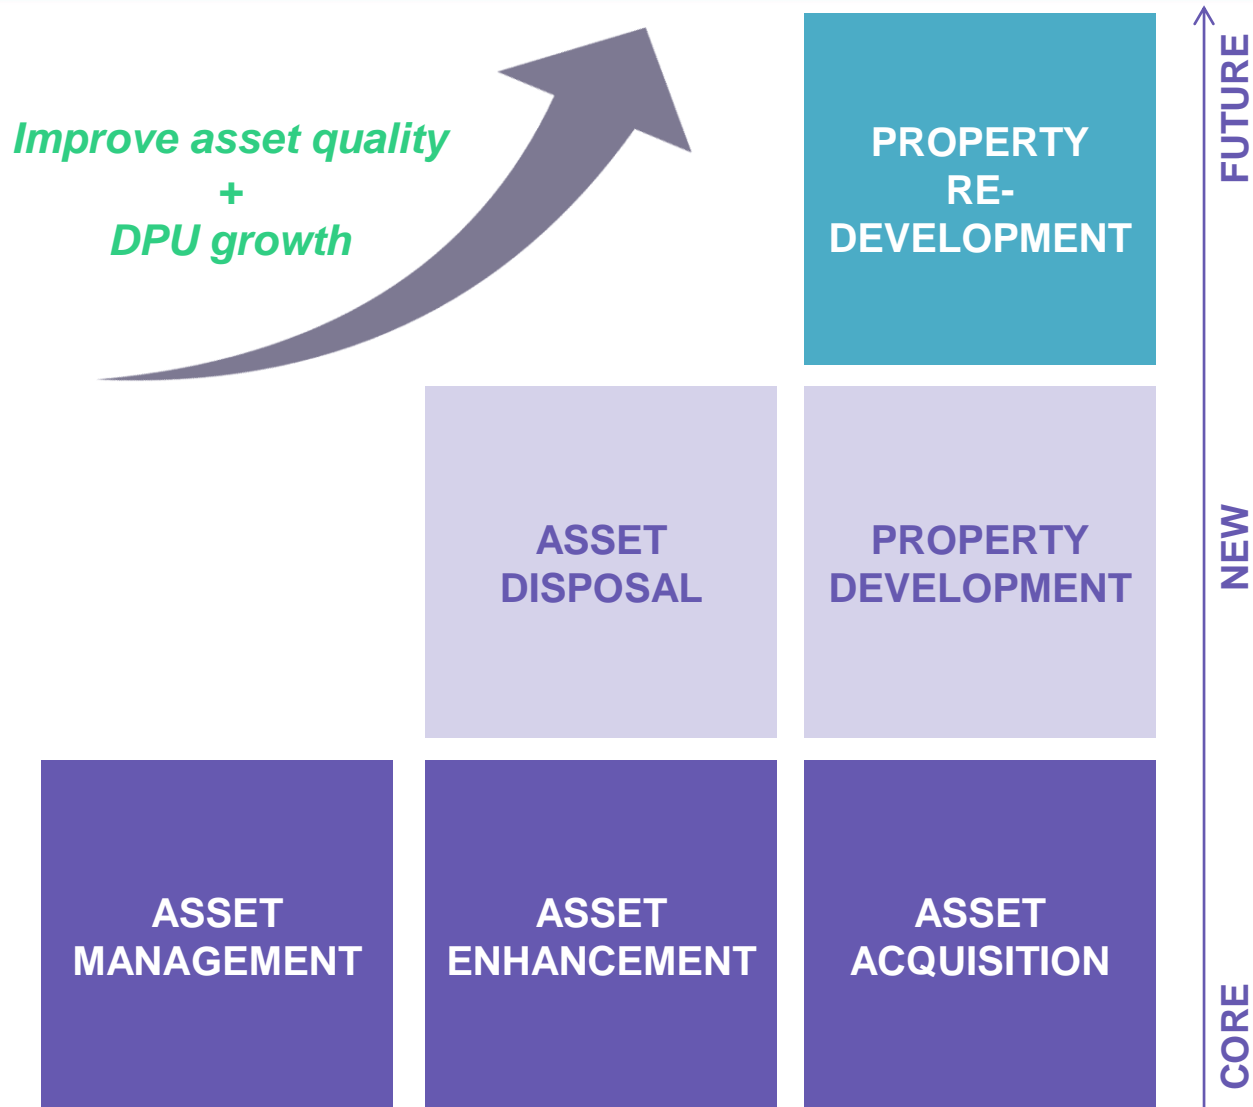 Improve asset quality
+
DPU growth
PROPERTY
RE-
DEVELOPMENT
FUTURE
ASSET
DISPOSAL
PROPERTY
DEVELOPMENT
NEW
ASSET
MANAGEMENT
ASSET
ENHANCEMENT
ASSET
ACQUISITION
CORE